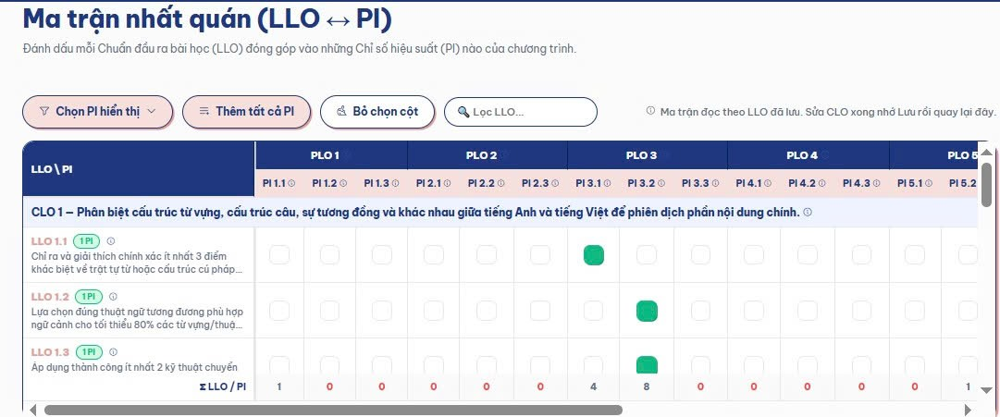 Ma trận nhất quán (LLO ↔ PI)
Đánh dấu mỗi Chuẩn đầu ra bài học (LLO) đóng góp vào những Chỉ số hiệu suất (PI) nào của chương trình.
Chọn PI hiển thị Thêm tất cả PI Bỏ chọn cột Lọc LLO... Ma trận đọc theo LLO đã lưu. Sửa CLO xong nhớ Lưu rồi quay lại đây.
LLO \ PI
PLO 1 PLO 2 PLO 3 PLO 4 PLO 5
PI 1.1 PI 1.2 PI 1.3 PI 2.1 PI 2.2 PI 2.3 PI 3.1 PI 3.2 PI 3.3 PI 4.1 PI 4.2 PI 4.3 PI 5.1 PI 5.2
CLO 1 — Phân biệt cấu trúc từ vựng, cấu trúc câu, sự tương đồng và khác nhau giữa tiếng Anh và tiếng Việt để phiên dịch phần nội dung chính.
LLO 1.1 1 PI
Chỉ ra và giải thích chính xác ít nhất 3 điểm
khác biệt về trật tự từ hoặc cấu trúc cú pháp...
LLO 1.2 1 PI
Lựa chọn đúng thuật ngữ tương đương phù hợp
ngữ cảnh cho tối thiểu 80% các từ vựng/thuậ...
LLO 1.3 1 PI
Áp dụng thành công ít nhất 2 kỹ thuật chuyển
Σ LLO / PI 1 0 0 0 0 0 4 8 0 0 0 0 0 1